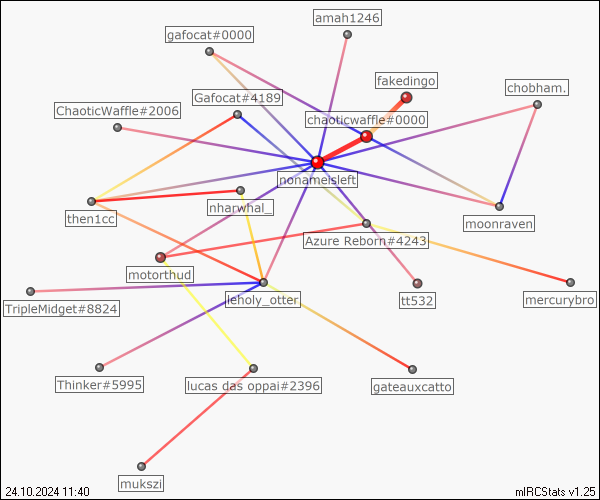 amah1246
gafocat#0000
fakedingo
chobham.
Gafocat#4189
ChaoticWaffle#2006
chaoticwaffle#0000
nonameisleft
nharwhal_
then1cc
moonraven
Azure Reborn#4243
motorthud
leholy_otter
tt532
mercurybro
TripleMidget#8824
Thinker#5995
lucas das oppai#2396
gateauxcatto
mukszi
24.10.2024 11:40
mIRCStats v1.25